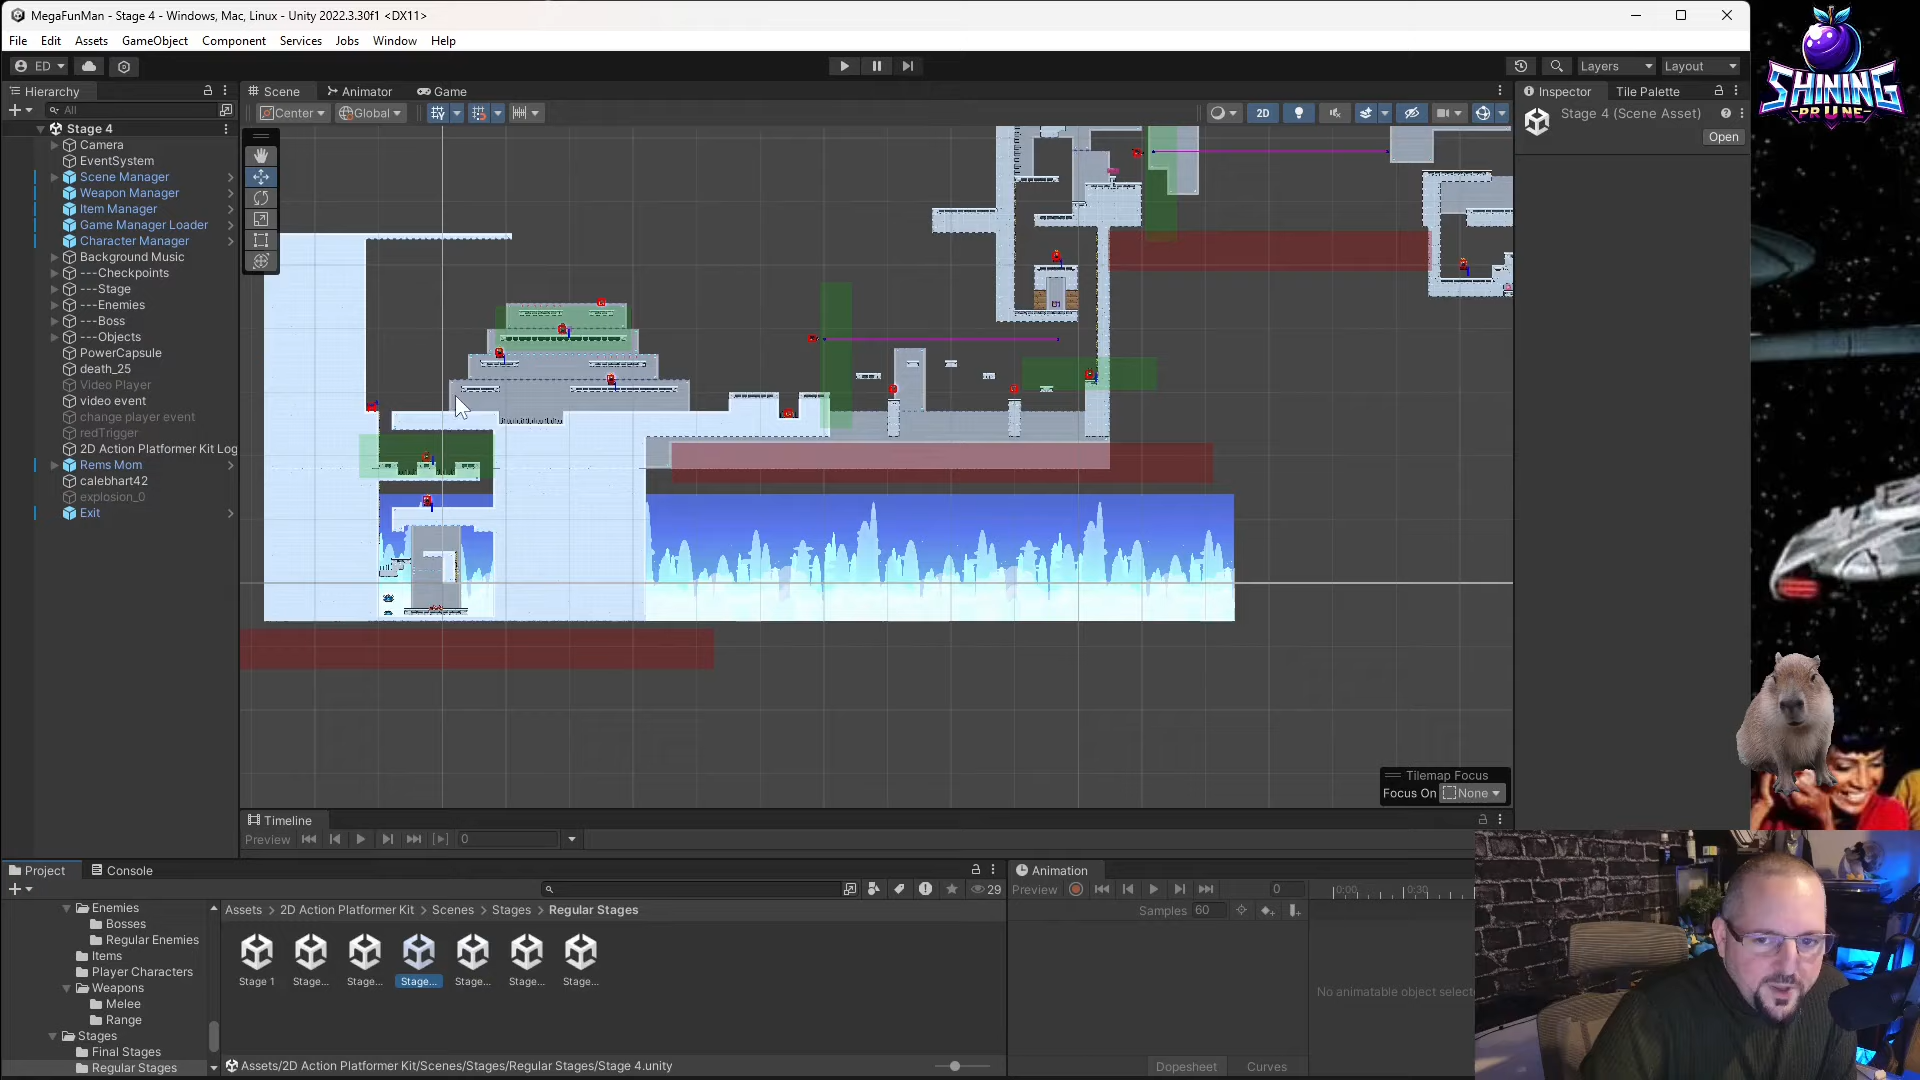 MegaFunMan - Stage 4 - Windows, Mac, Linux - Unity 2022.3.30f1 <DX11>
File Edit Assets GameObject Component Services Jobs Window Help
ED Layers Layout
Hierarchy Scene Animator Game Inspector Tile Palette
All Center Global 2D Stage 4 (Scene Asset)
Open
Stage 4
Camera
EventSystem
Scene Manager
Weapon Manager
Item Manager
Game Manager Loader
Character Manager
Background Music
---Checkpoints
---Stage
---Enemies
---Boss
---Objects
PowerCapsule
death_25
Video Player
video event
change player event
redTrigger
2D Action Platformer Kit Log
Rems Mom
calebhart42
explosion_0
Exit
SHINING
PRUNE
Tilemap Focus
Focus On None
Timeline
Preview 0
Project Console
29
Enemies
Bosses
Regular Enemies
Items
Player Characters
Weapons
Melee
Range
Stages
Final Stages
Regular Stages
Assets > 2D Action Platformer Kit > Scenes > Stages > Regular Stages
Stage 1 Stage... Stage... Stage... Stage... Stage... Stage...
Assets/2D Action Platformer Kit/Scenes/Stages/Regular Stages/Stage 4.unity
Animation
Preview 0 0:00 0:30
Samples 60
No animatable object select
Dopesheet Curves